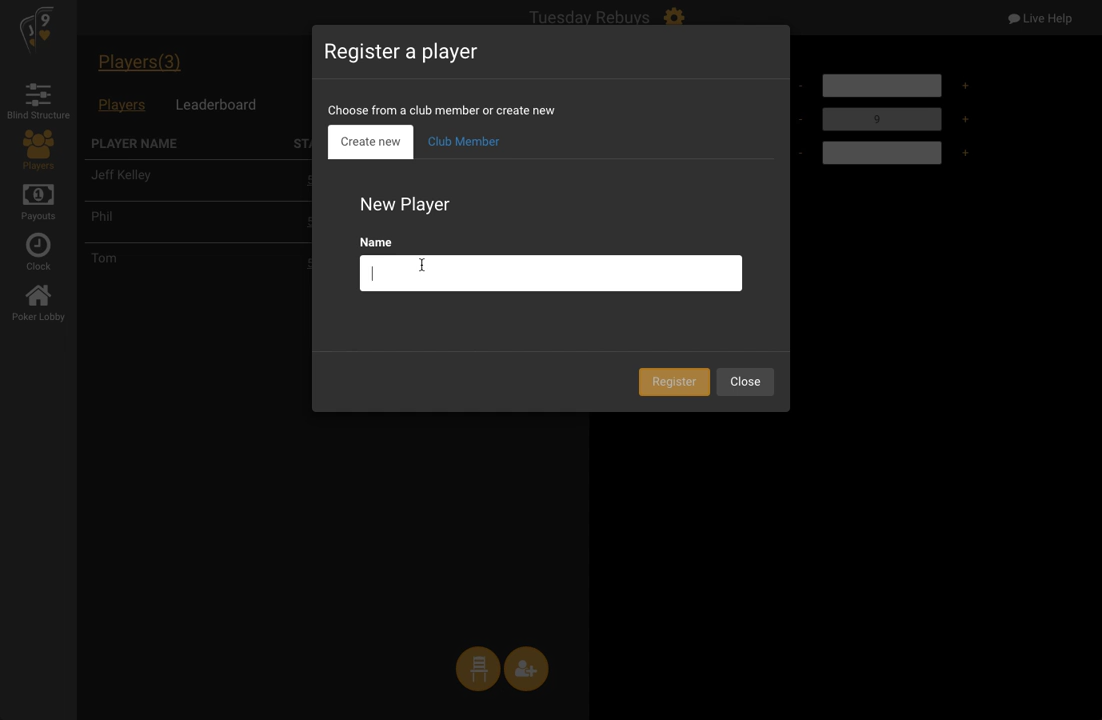 Tuesday Rebuys
Live Help
Register a player
Players(3)
Players
Leaderboard
Choose from a club member or create new
Create new
Club Member
PLAYER NAME
Jeff Kelley
Phil
Tom
New Player
Name
Register
Close
9
Blind Structure
Players
Payouts
Clock
Poker Lobby